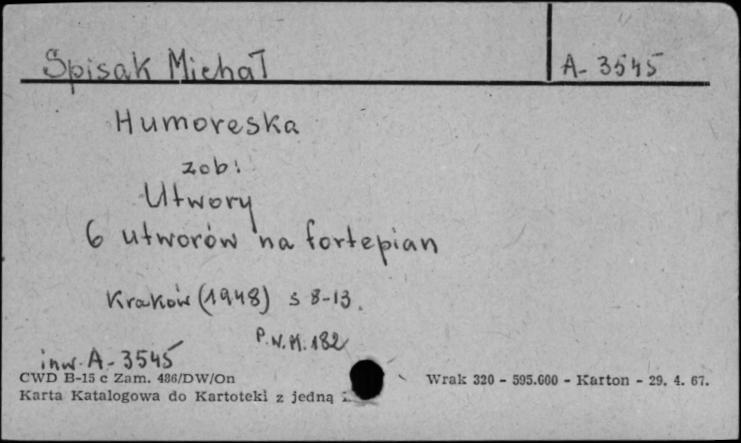 Spisak Michał
A-3545
Humoreska
zob:
Utwory
6 utworów na fortepian
Kraków (1948) s 8-13.
P.W.M. 182
inw. A-3545
CWD B-15 c Zam. 486/DW/On
Wrak 320 - 595.600 - Karton - 29. 4. 67.
Karta Katalogowa do Kartoteki z jedną